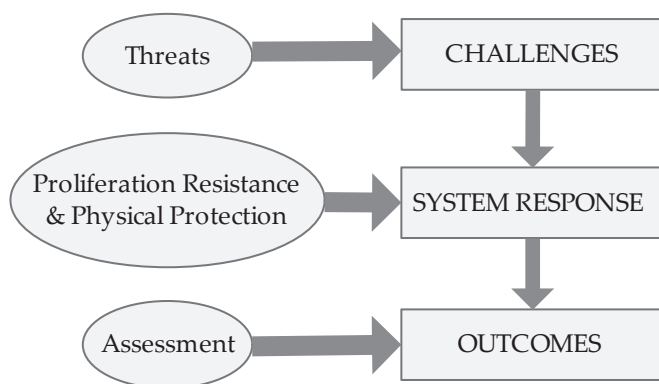 Threats
CHALLENGES
Proliferation Resistance
& Physical Protection
SYSTEM RESPONSE
Assessment
OUTCOMES